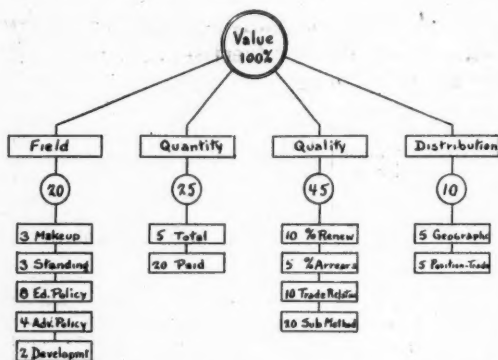 Value
100%
Field
Quantity
Quality
Distribution
20
25
45
10
3 Makeup
3 Standing
8 Ed. Policy
4 Adv. Policy
2 Developmt
5 Total
20 Paid
10 % Renew
5 % Arrears
10 Trade Relation
20 Sub Method
5 Geographc
5 Position-Trade